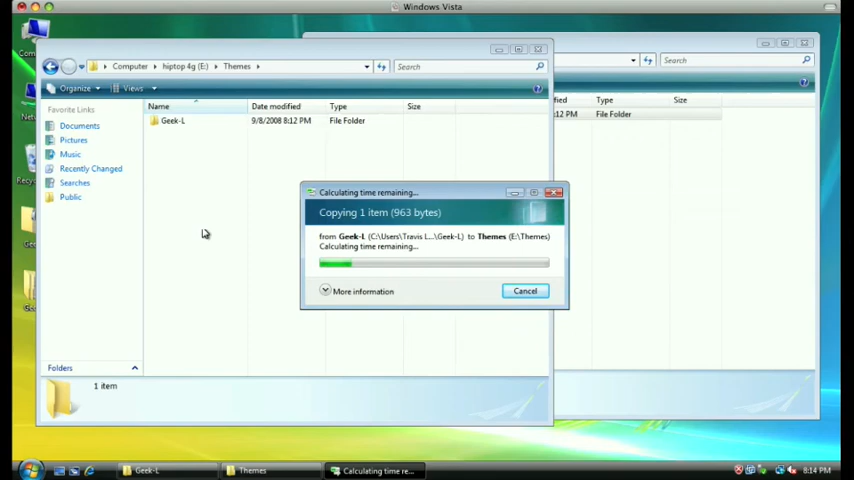 Windows Vista
Computer
hiptop 4g (E:)
Themes
Search
Search
Organize
Views
Favorite Links
Documents
Pictures
Music
Recently Changed
Searches
Public
Folders
Name
Date modified
Type
Size
Geek-L
9/8/2008 8:12 PM
File Folder
Type
Size
12 PM
File Folder
Calculating time remaining...
Copying 1 item (963 bytes)
from Geek-L (C:\Users\Travis L...\Geek-L) to Themes (E:\Themes)
Calculating time remaining...
More information
Cancel
1 item
Geek-L
Themes
Calculating time re...
8:14 PM